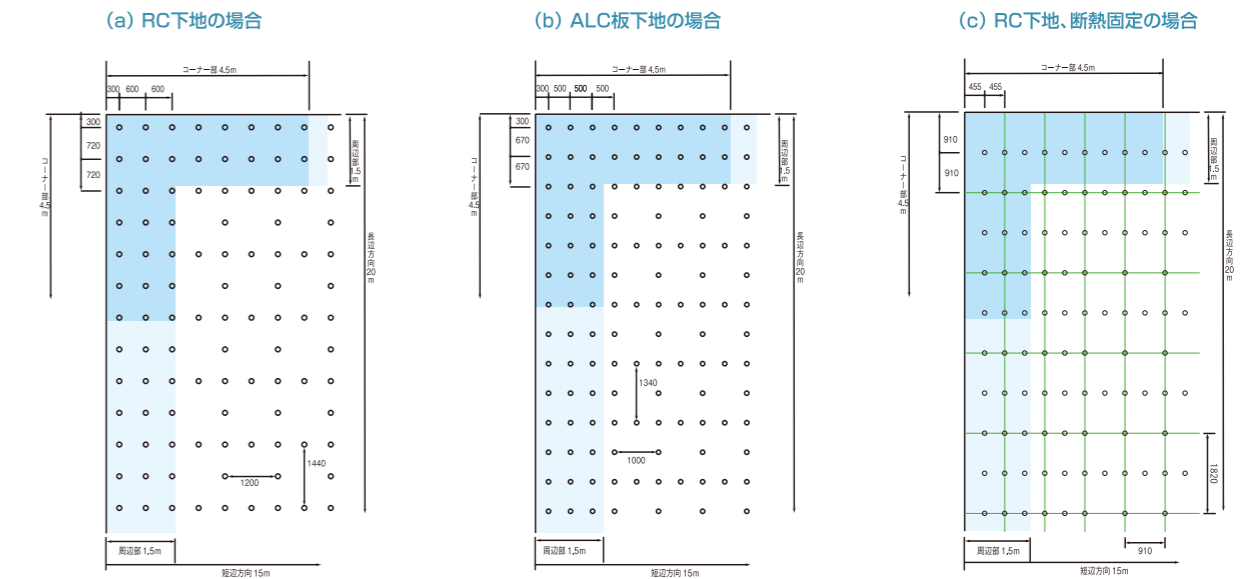 (a) RC下地の場合
コーナー部 4.5m
300 600 600
300
720
720
コーナー部 4.5m
周辺部 1.5m
長辺方向 20m
1440
1200
周辺部 1.5m
短辺方向 15m
(b) ALC板下地の場合
コーナー部 4.5m
300 500 500 500
300
670
670
コーナー部 4.5m
周辺部 1.5m
長辺方向 20m
1340
1000
周辺部 1.5m
短辺方向 15m
(c) RC下地、断熱固定の場合
コーナー部 4.5m
455 455
910
910
コーナー部 4.5m
周辺部 1.5m
長辺方向 20m
1820
910
周辺部 1.5m
短辺方向 15m